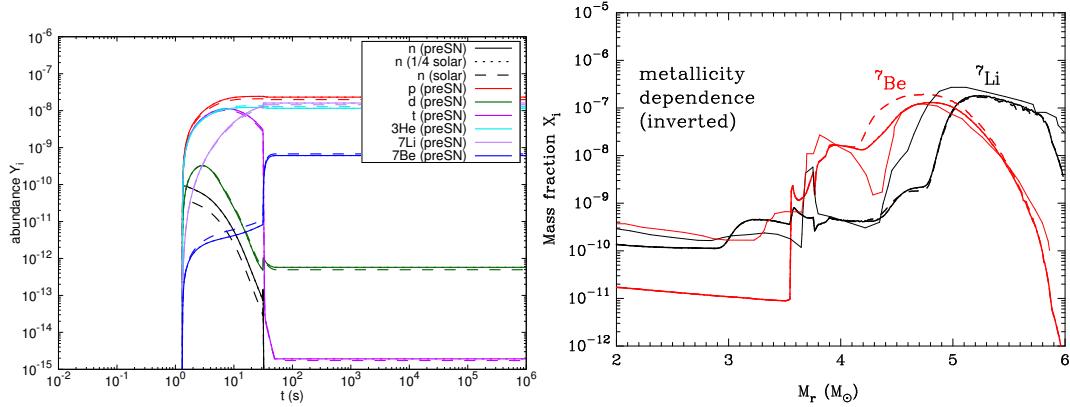 10^-6
10^-7
10^-8
10^-9
10^-10
10^-11
10^-12
10^-13
10^-14
10^-15
abundance Y_i
10^-2
10^-1
10^0
10^1
10^2
10^3
10^4
10^5
10^6
t (s)
n (preSN)
n (1/4 solar)
n (solar)
p (preSN)
d (preSN)
t (preSN)
3He (preSN)
7Li (preSN)
7Be (preSN)
10^-5
10^-6
10^-7
10^-8
10^-9
10^-10
10^-11
10^-12
Mass fraction X_i
metallicity
dependence
(inverted)
^7Be
^7Li
2
3
4
5
6
M_r (M_⊙)